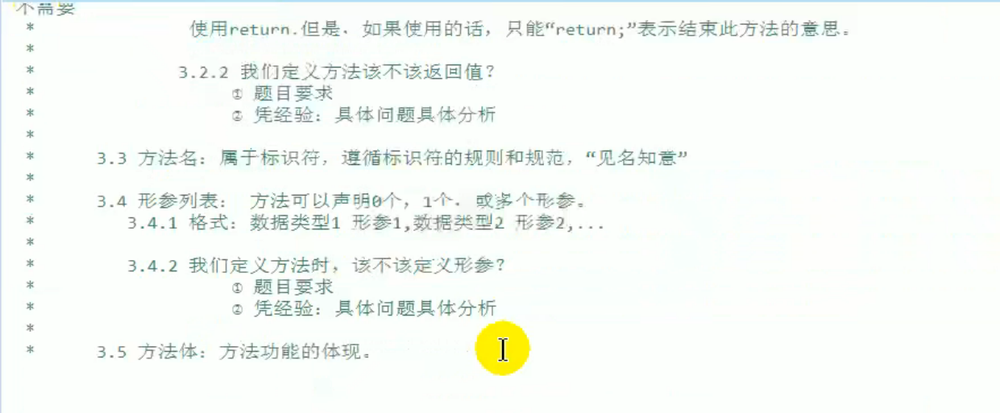 不需要
* 使用return.但是，如果使用的话，只能“return;”表示结束此方法的意思。
*
* 3.2.2 我们定义方法该不该返回值？
* ① 题目要求
* ② 凭经验：具体问题具体分析
*
* 3.3 方法名：属于标识符，遵循标识符的规则和规范，“见名知意”
*
* 3.4 形参列表： 方法可以声明0个，1个，或多个形参。
* 3.4.1 格式：数据类型1 形参1,数据类型2 形参2,...
*
* 3.4.2 我们定义方法时，该不该定义形参？
* ① 题目要求
* ② 凭经验：具体问题具体分析
*
* 3.5 方法体：方法功能的体现。